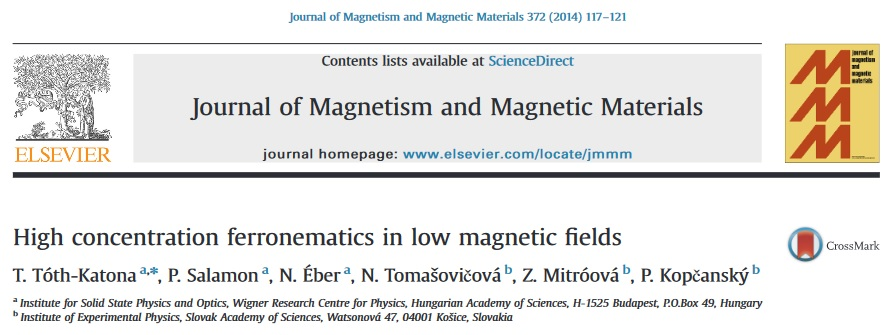 Journal of Magnetism and Magnetic Materials 372 (2014) 117–121
Contents lists available at ScienceDirect
Journal of Magnetism and Magnetic Materials
journal homepage: www.elsevier.com/locate/jmmm
ELSEVIER
journal of
magnetism
and
magnetic
materials
High concentration ferronematics in low magnetic fields
CrossMark
T. Tóth-Katona a,*, P. Salamon a, N. Éber a, N. Tomašovičová b, Z. Mitróová b, P. Kopčanský b
a Institute for Solid State Physics and Optics, Wigner Research Centre for Physics, Hungarian Academy of Sciences, H-1525 Budapest, P.O.Box 49, Hungary
b Institute of Experimental Physics, Slovak Academy of Sciences, Watsonová 47, 04001 Košice, Slovakia